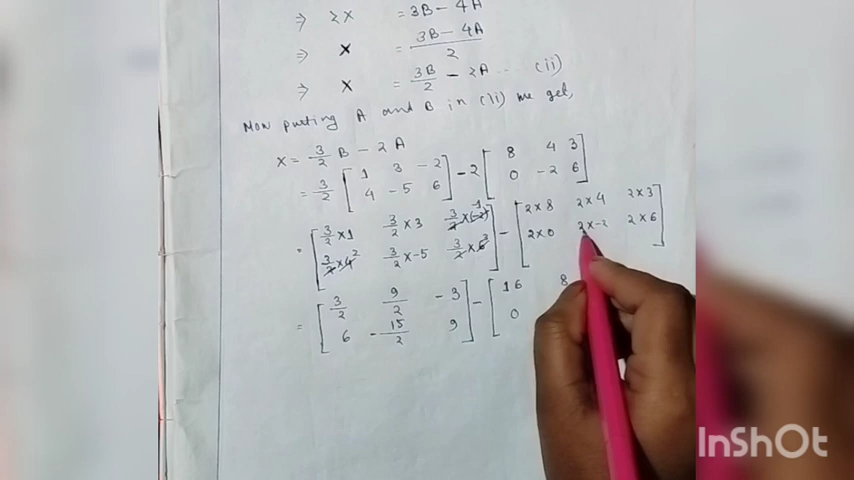 ⇒ 2X = 3B - 4A
⇒ X = (3B - 4A)/2
⇒ X = 3B/2 - 2A ... (ii)
Now putting A and B in (ii) we get,
X = 3/2 B - 2A
= 3/2 [1 3 -2; 4 -5 6] - 2 [8 4 3; 0 -2 6]
= [3/2×1 3/2×3 3/2×(-2) -1; 3/2×4 2 3/2×-5 3/2×6 3] - [2×8 2×4 2×3; 2×0 2×-2 2×6]
= [3/2 9/2 -3; 6 -15/2 9] - [16 8; 0
InShOt